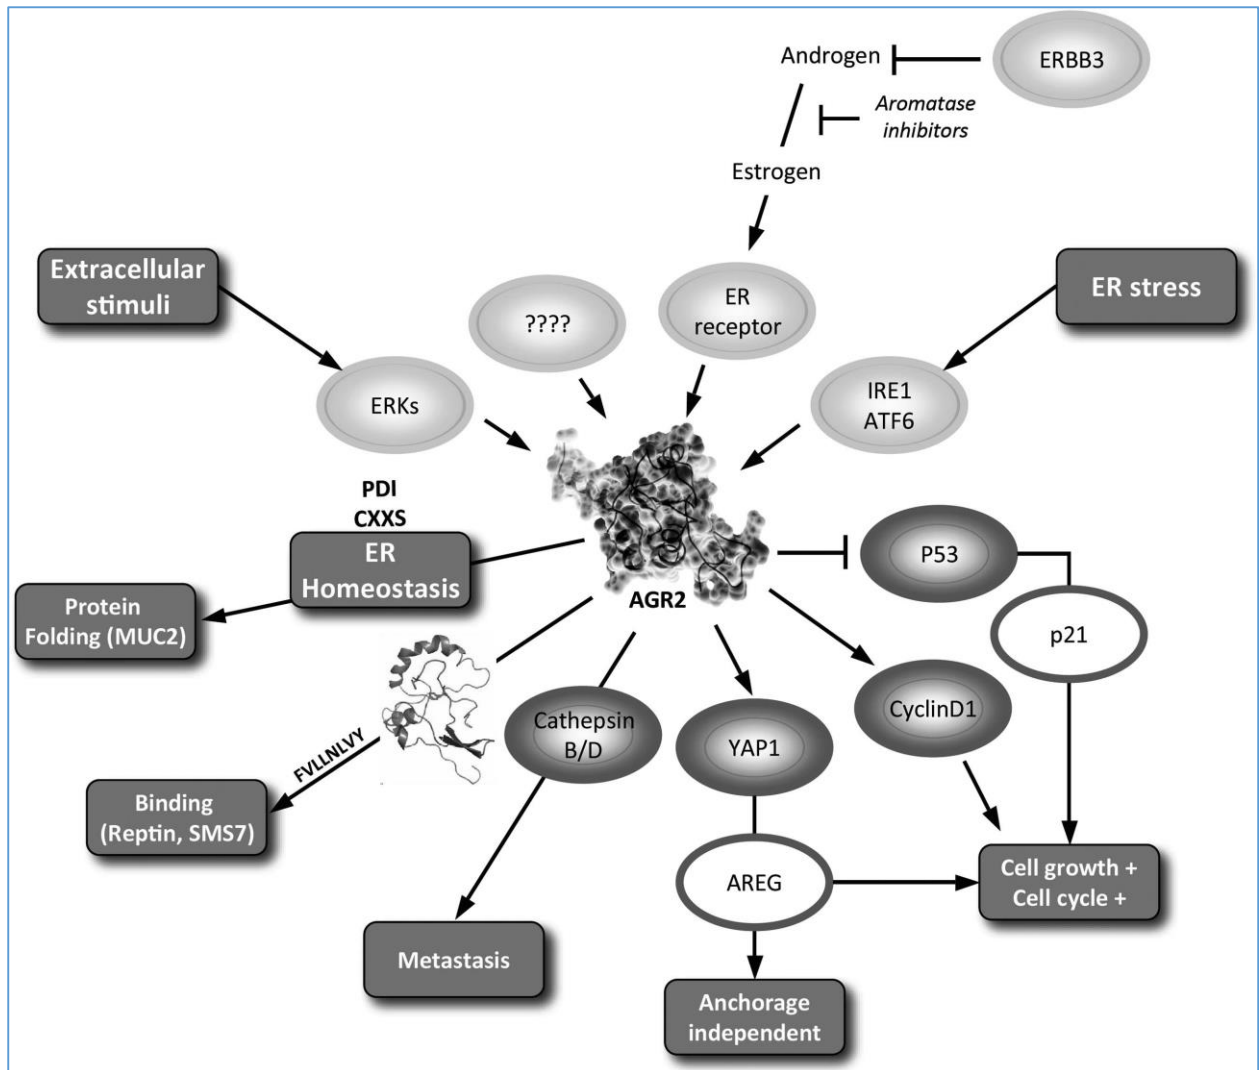 Androgen
ERBB3
Aromatase
inhibitors
Estrogen
Extracellular
stimuli
????
ER
receptor
ER stress
ERKs
IRE1
ATF6
PDI
CXXS
ER
Homeostasis
P53
AGR2
Protein
Folding (MUC2)
p21
Cathepsin
B/D
YAP1
CyclinD1
FVLLNLVY
Binding
(Reptin, SMS7)
AREG
Cell growth +
Cell cycle +
Metastasis
Anchorage
independent